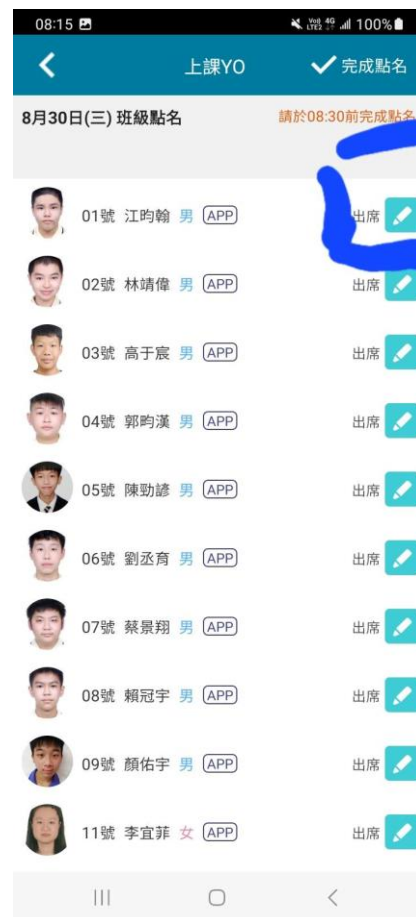 08:15 Vo)) 4G LTE2 100%
上課YO 完成點名
8月30日(三) 班級點名 請於08:30前完成點名
01號 江昀翰 男 APP 出席
02號 林靖偉 男 APP 出席
03號 高于宸 男 APP 出席
04號 郭畇漢 男 APP 出席
05號 陳勁諺 男 APP 出席
06號 劉丞育 男 APP 出席
07號 蔡景翔 男 APP 出席
08號 賴冠宇 男 APP 出席
09號 顏佑宇 男 APP 出席
11號 李宜菲 女 APP 出席